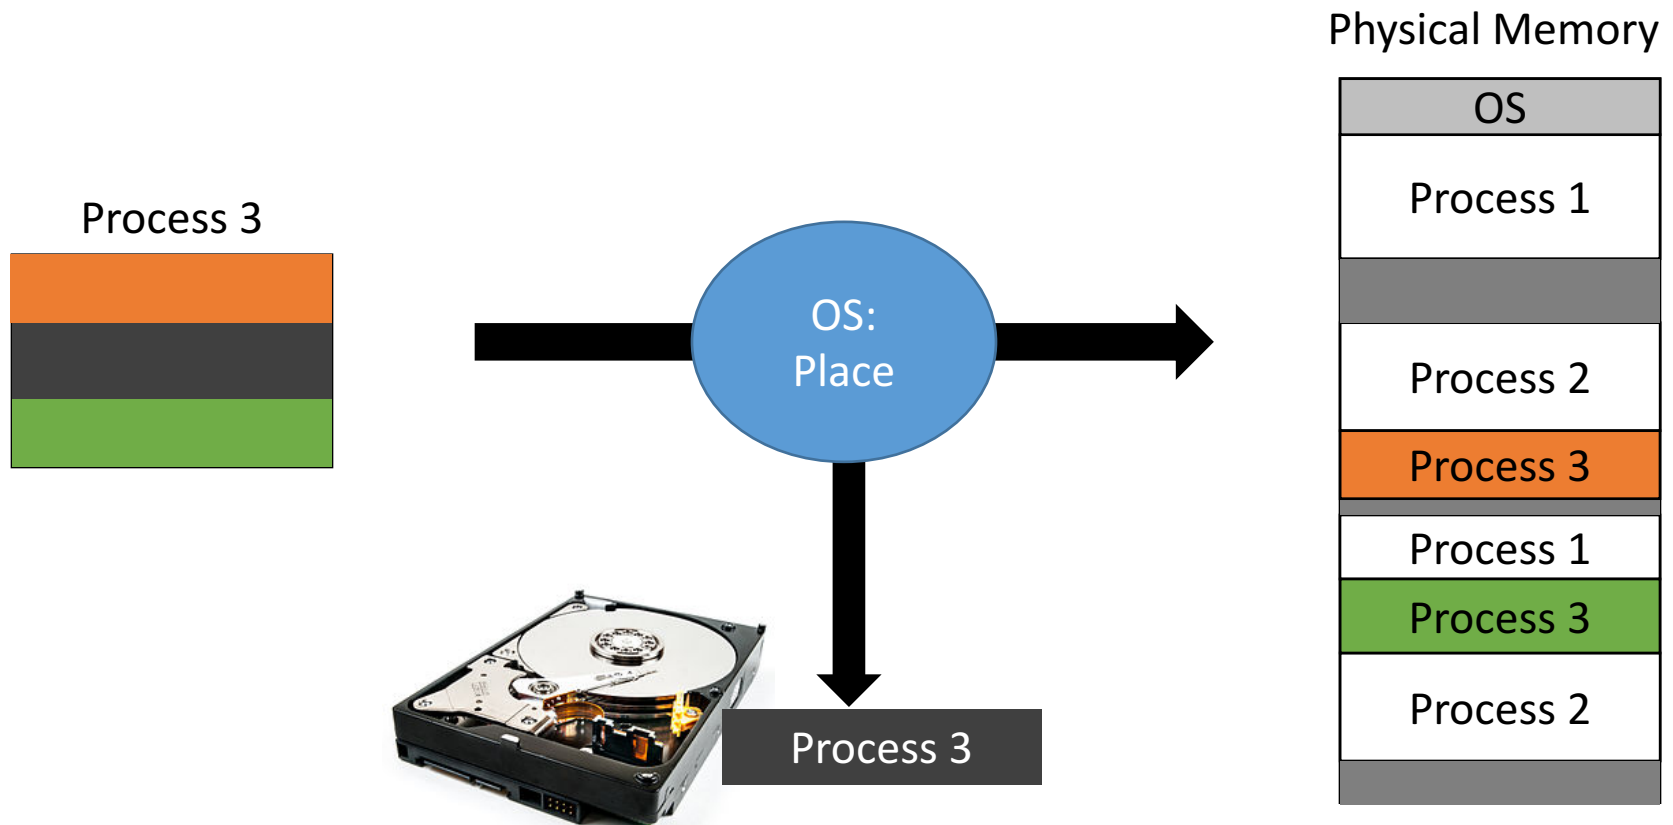 Physical Memory
OS
Process 1
Process 3
OS:
Place
Process 2
Process 3
Process 1
Process 3
Process 2
Process 3